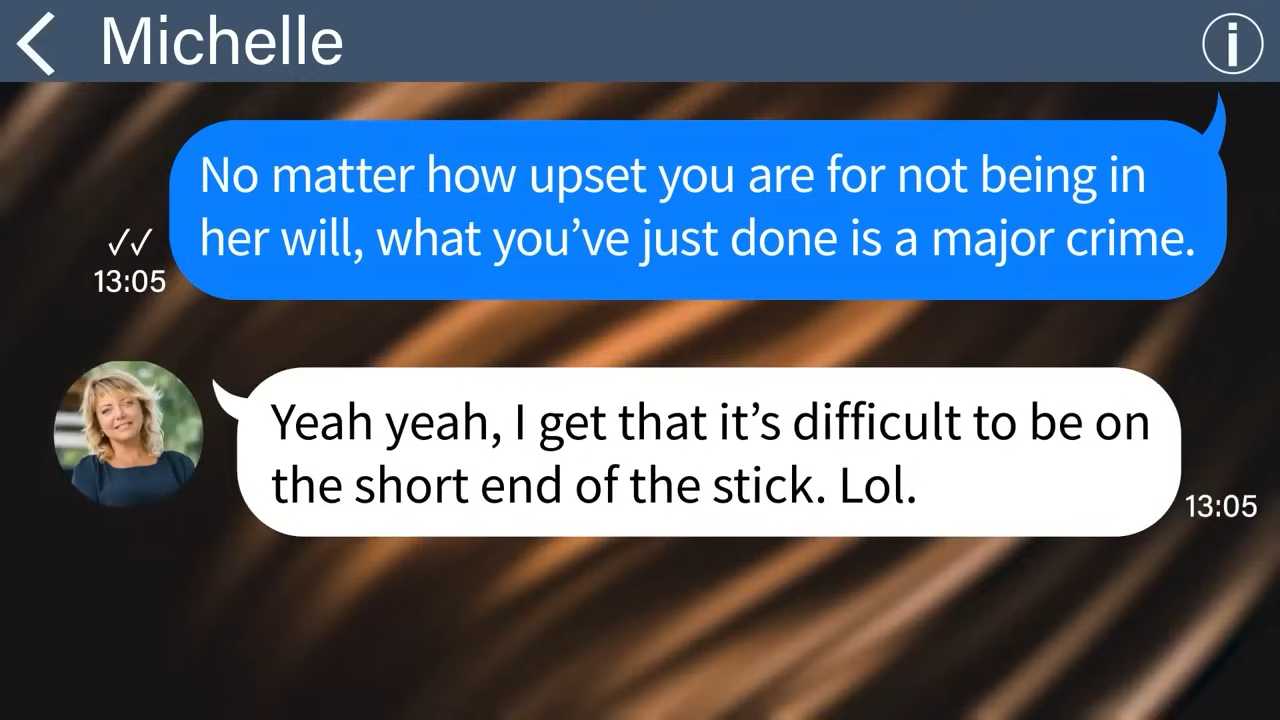 Michelle
No matter how upset you are for not being in
her will, what you’ve just done is a major crime.
13:05
Yeah yeah, I get that it’s difficult to be on
the short end of the stick. Lol.
13:05